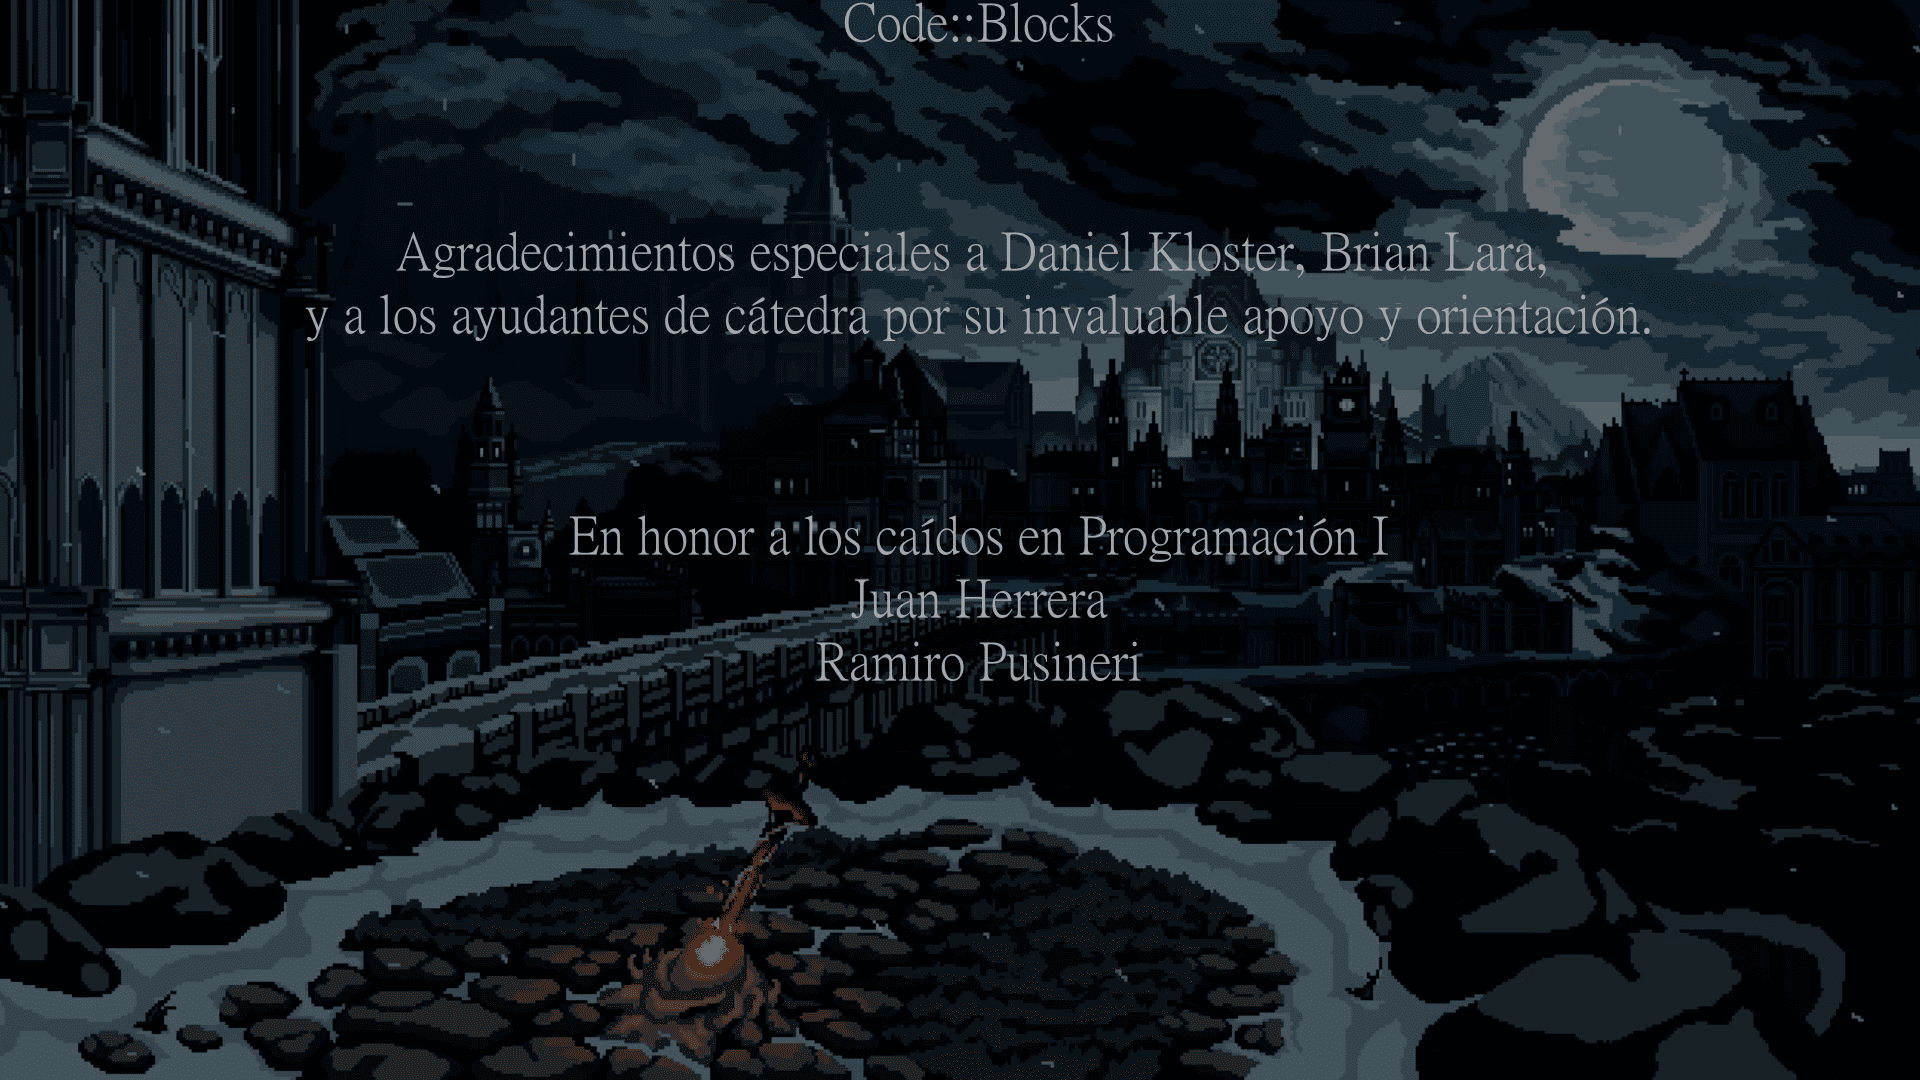 Code::Blocks
Agradecimientos especiales a Daniel Kloster, Brian Lara,
y a los ayudantes de cátedra por su invaluable apoyo y orientación.
En honor a los caídos en Programación I
Juan Herrera
Ramiro Pusineri